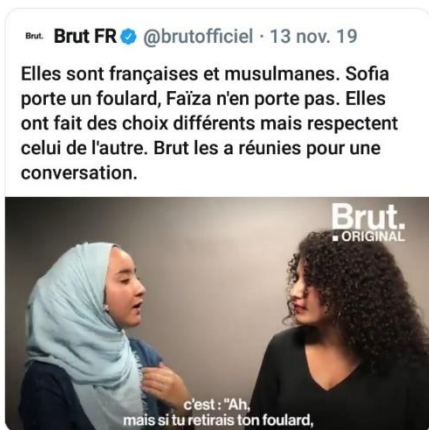 Brut. Brut FR @brutofficiel · 13 nov. 19
Elles sont françaises et musulmanes. Sofia
porte un foulard, Faïza n'en porte pas. Elles
ont fait des choix différents mais respectent
celui de l'autre. Brut les a réunies pour une
conversation.
Brut.
ORIGINAL
c'est : "Ah,
mais si tu retirais ton foulard,